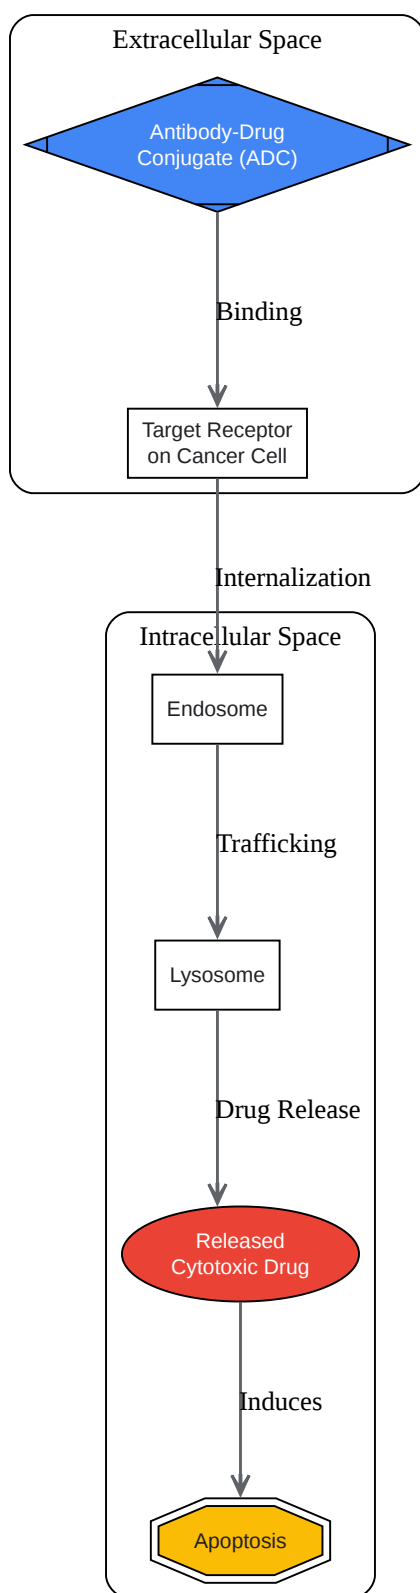 Extracellular Space
Antibody-Drug
Conjugate (ADC)
Binding
Target Receptor
on Cancer Cell
Internalization
Intracellular Space
Endosome
Trafficking
Lysosome
Drug Release
Released
Cytotoxic Drug
Induces
Apoptosis